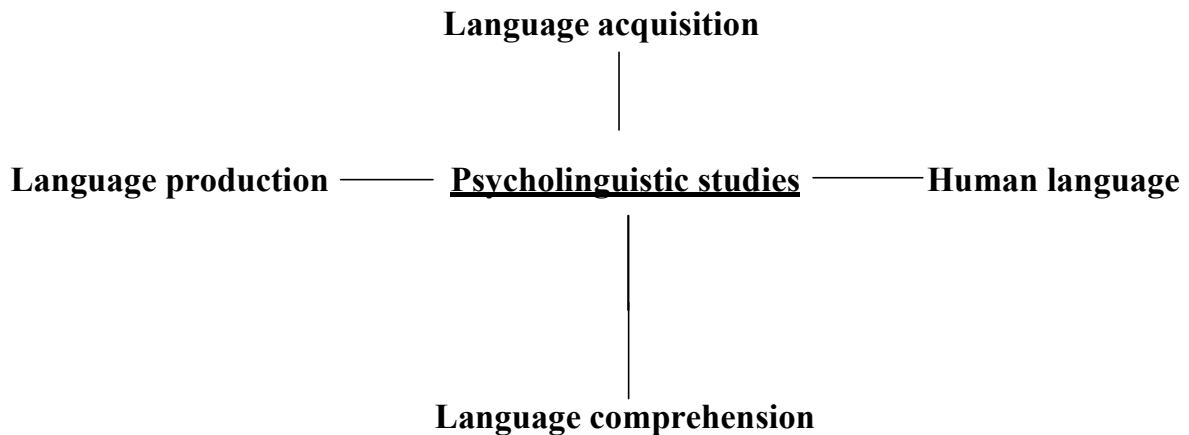 Language acquisition
Language production Psycholinguistic studies Human language
Language comprehension